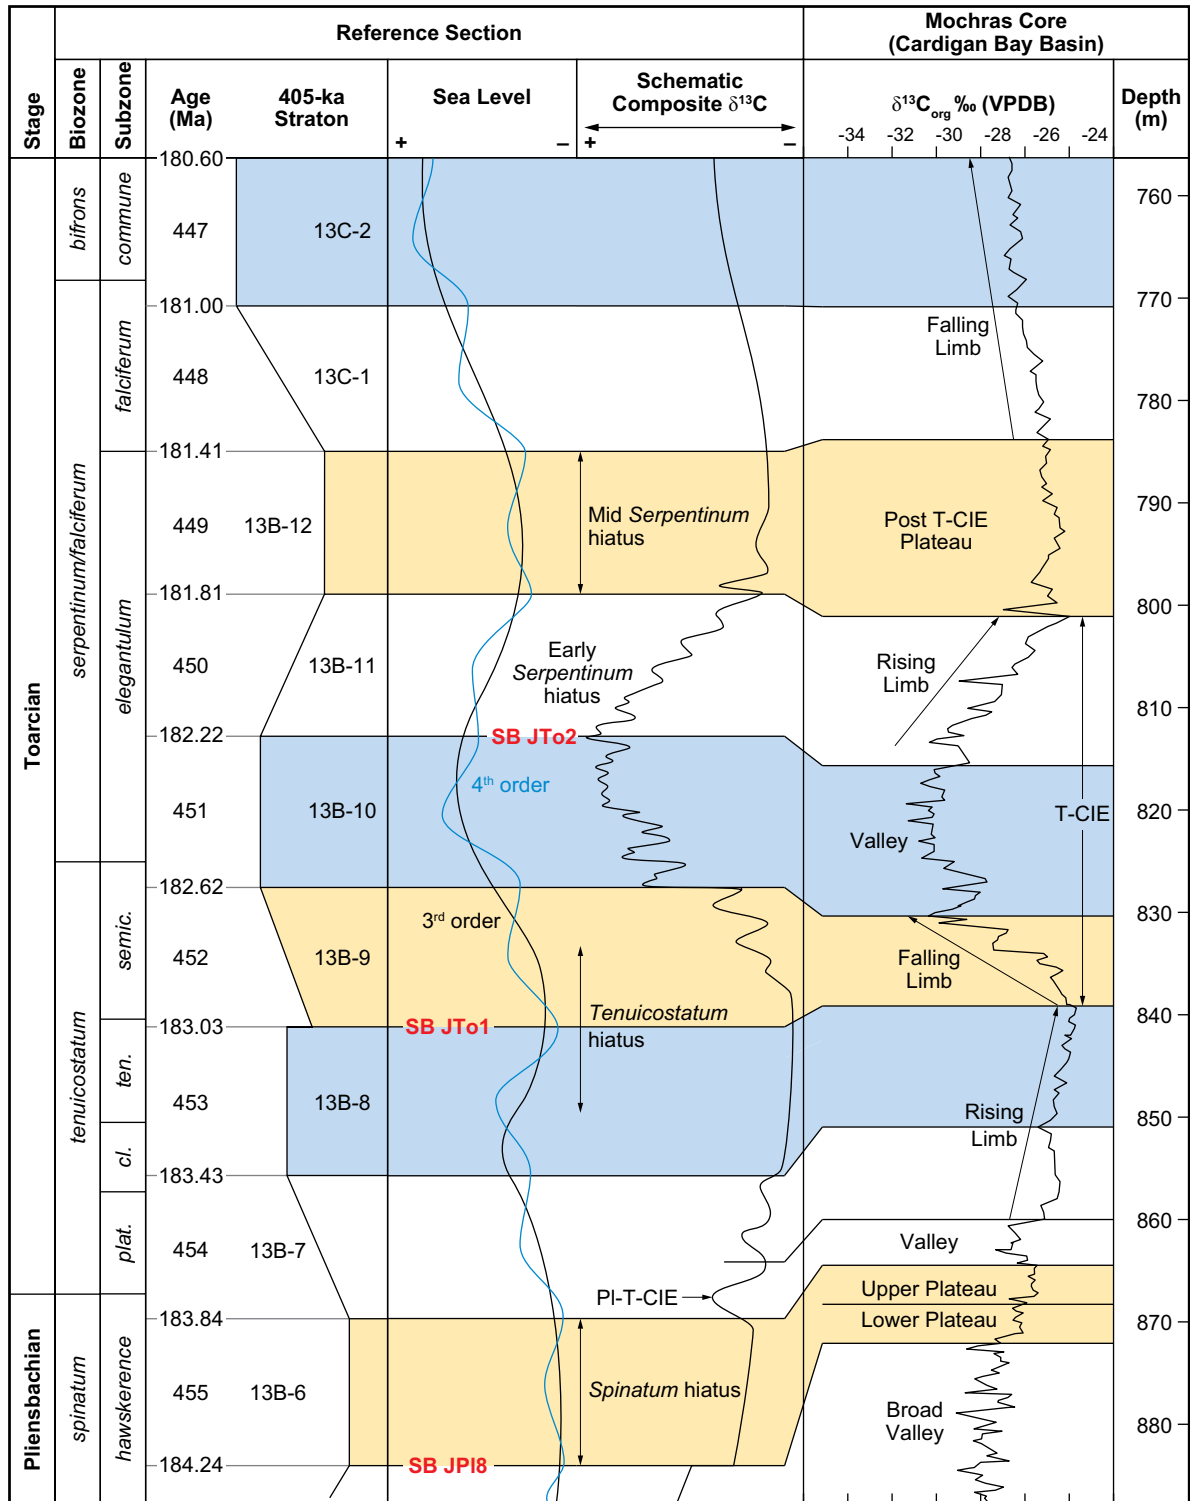 Reference Section
Mochras Core
(Cardigan Bay Basin)
Stage
Biozone
Subzone
Age
(Ma)
405-ka
Straton
Sea Level
+
–
Schematic
Composite δ13C
+
–
δ13Corg ‰ (VPDB)
-34 -32 -30 -28 -26 -24
Depth
(m)
Toarcian
Pliensbachian
bifrons
serpentinum/falciferum
tenuicostatum
spinatum
commune
falciferum
elegantulum
semic.
ten.
cl.
plat.
hawskerence
180.60
447
181.00
448
181.41
449
181.81
450
182.22
451
182.62
452
183.03
453
183.43
454
183.84
455
184.24
13C-2
13C-1
13B-12
13B-11
13B-10
13B-9
13B-8
13B-7
13B-6
SB JTo2
4th order
3rd order
SB JTo1
SB JPl8
Mid Serpentinum
hiatus
Early
Serpentinum
hiatus
Tenuicostatum
hiatus
Pl-T-CIE
Spinatum hiatus
Falling
Limb
Post T-CIE
Plateau
Rising
Limb
T-CIE
Valley
Falling
Limb
Rising
Limb
Valley
Upper Plateau
Lower Plateau
Broad
Valley
760
770
780
790
800
810
820
830
840
850
860
870
880